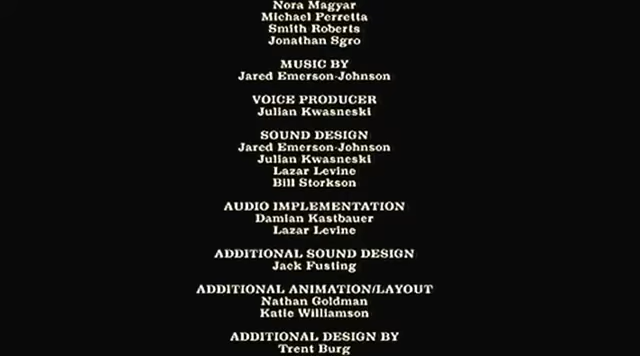 Nora Magyar
Michael Perretta
Smith Roberts
Jonathan Sgro
MUSIC BY
Jared Emerson-Johnson
VOICE PRODUCER
Julian Kwasneski
SOUND DESIGN
Jared Emerson-Johnson
Julian Kwasneski
Lazar Levine
Bill Storkson
AUDIO IMPLEMENTATION
Damian Kastbauer
Lazar Levine
ADDITIONAL SOUND DESIGN
Jack Fusting
ADDITIONAL ANIMATION/LAYOUT
Nathan Goldman
Katie Williamson
ADDITIONAL DESIGN BY
Trent Burg